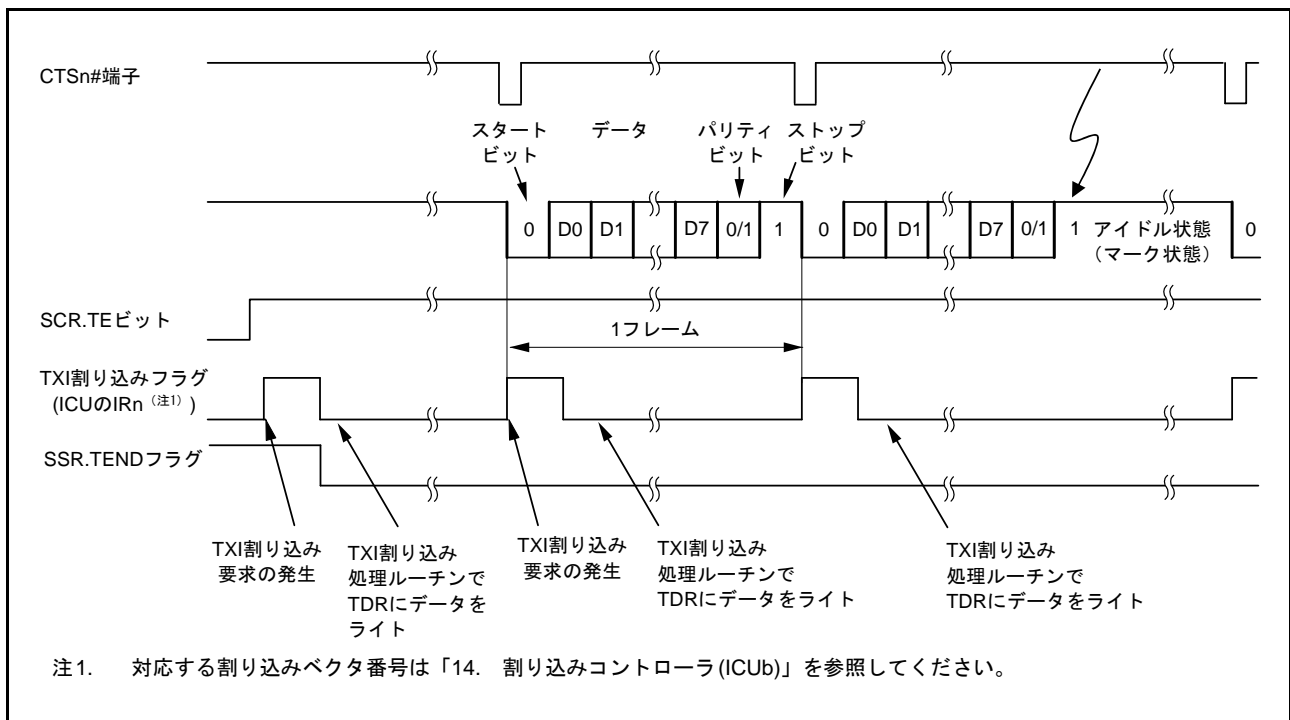 CTSn#端子
スタート
ビット
データ
パリティ
ビット
ストップ
ビット
0 D0 D1 D7 0/1 1 0 D0 D1 D7 0/1 1 アイドル状態
(マーク状態) 0
SCR.TEビット
1フレーム
TXI割り込みフラグ
(ICUのIRn (注1) )
SSR.TENDフラグ
TXI割り込み
要求の発生
TXI割り込み
処理ルーチンで
TDRにデータを
ライト
TXI割り込み
要求の発生
TXI割り込み
処理ルーチンで
TDRにデータをライト
TXI割り込み
処理ルーチンで
TDRにデータをライト
注1. 対応する割り込みベクタ番号は「14. 割り込みコントローラ(ICUb)」を参照してください。